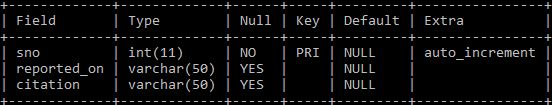 +-------------+-------------+------+-----+---------+----------------+
| Field       | Type        | Null | Key | Default | Extra          |
+-------------+-------------+------+-----+---------+----------------+
| sno         | int(11)     | NO   | PRI | NULL    | auto_increment |
| reported_on | varchar(50) | YES  |     | NULL    |                |
| citation    | varchar(50) | YES  |     | NULL    |                |
+-------------+-------------+------+-----+---------+----------------+